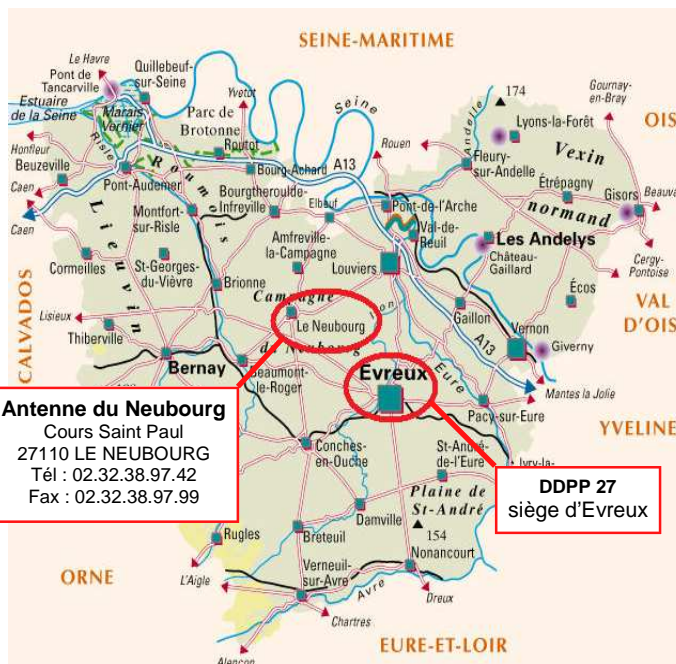 SEINE-MARITIME
Le Havre
Pont de
Tancarville
Quillebeuf-
sur-Seine
Yvetot
Seine
174
Gournay-
en-Bray
Estuaire
de la Seine
Marais
Vernier
Parc de
Brotonne
Rouen
Andelle
Lyons-la-Forêt
OIS
Honfleur
Risle
Routot
A13
Vexin
normand
Beuzeville
Caen
Pont-Audemer
Roumois
Bourg-Achard
Fleury-
sur-Andelle
Étrépagny
Gisors
Beauva
Caen
Lieuvin
Montfort-
sur-Risle
Bourgtheroulde-
Infreville
Elbeuf
Pont-de-l'Arche
Val-de-
Reuil
Les Andelys
Château-
Gaillard
Cergy-
Pontoise
Cormeilles
St-Georges-
du-Vièvre
Amfreville-
la-Campagne
Louviers
Écos
CALVADOS
Brionne
Campagne
du Neubourg
Le Neubourg
Iton
Gaillon
Vernon
VAL
D'OIS
Lisieux
Thiberville
Bernay
Beaumont-
le-Roger
Evreux
Eure
A13
Giverny
Mantes la Jolie
Antenne du Neubourg
Cours Saint Paul
27110 LE NEUBOURG
Tél : 02.32.38.97.42
Fax : 02.32.38.97.99
Pacy-sur-Eure
YVELINE
Conches-
en-Ouche
St-André-
de-l'Eure
Ivry-la-
DDPP 27
siège d'Evreux
Plaine de
St-André
154
Damville
Rugles
Breteuil
Nonancourt
ORNE
L'Aigle
Verneuil-
sur-Avre
Avre
Dreux
Chartres
Alençon
EURE-ET-LOIR